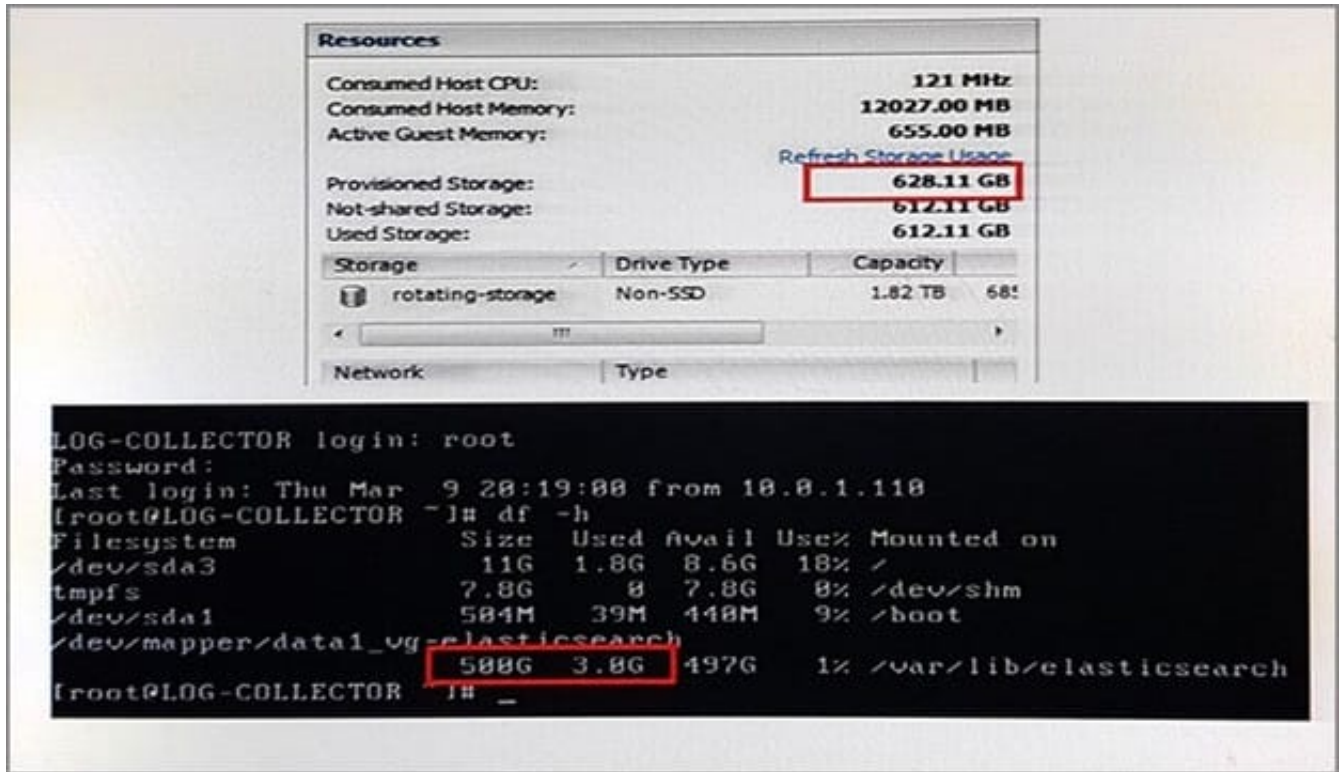 Resources
Consumed Host CPU: 121 MHz
Consumed Host Memory: 12027.00 MB
Active Guest Memory: 655.00 MB
Refresh Storage Usage
Provisioned Storage: 628.11 GB
Not-shared Storage: 612.11 GB
Used Storage: 612.11 GB
Storage Drive Type Capacity
rotating-storage Non-SSD 1.82 TB 685
Network Type
LOG-COLLECTOR login: root
Password:
Last login: Thu Mar 9 20:19:00 from 10.0.1.110
[root@LOG-COLLECTOR ~]# df -h
Filesystem Size Used Avail Use% Mounted on
/dev/sda3 11G 1.8G 8.6G 18% /
tmpfs 7.8G 0 7.8G 0% /dev/shm
/dev/sda1 504M 39M 440M 9% /boot
/dev/mapper/data1_vg-elasticsearch
500G 3.0G 497G 1% /var/lib/elasticsearch
[root@LOG-COLLECTOR ~]# _